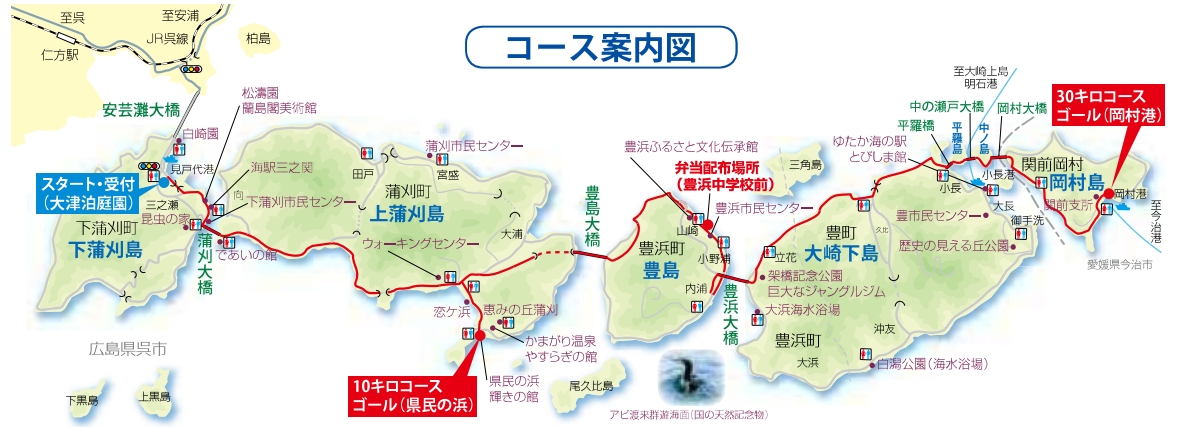 コース案内図
至呉
至安浦
JR呉線
仁方駅
柏島
安芸灘大橋
松濤園
蘭島閣美術館
白崎園
見戸代港
海駅三之関
向
下蒲刈市民センター
スタート・受付
(大津泊庭園)
三之瀬
昆虫の家
下蒲刈町
下蒲刈島
蒲刈大橋
であいの館
田戸
蒲刈市民センター
宮盛
蒲刈町
上蒲刈島
大浦
ウォーキングセンター
恋ケ浜
恵みの丘蒲刈
かまがり温泉
やすらぎの館
県民の浜
輝きの館
10キロコース
ゴール(県民の浜)
広島県呉市
下黒島
上黒島
尾久比島
豊島大橋
豊浜ふるさと文化伝承館
弁当配布場所
(豊浜中学校前)
豊浜市民センター
山崎
小野浦
豊浜町
豊島
内浦
豊浜大橋
アビ渡来群遊海面(国の天然記念物)
三角島
立花
架橋記念公園
巨大なジャングルジム
大浜海水浴場
豊浜町
大浜
沖友
白潟公園(海水浴場)
豊町
大崎下島
久比
豊市民センター
歴史の見える丘公園
御手洗
大長
小長
小長港
ゆたか海の駅
とびしま館
平羅橋
中の瀬戸大橋
平羅島
中ノ島
岡村大橋
至大崎上島
明石港
30キロコース
ゴール(岡村港)
関前岡村
岡村島
関前支所
岡村港
至今治港
愛媛県今治市